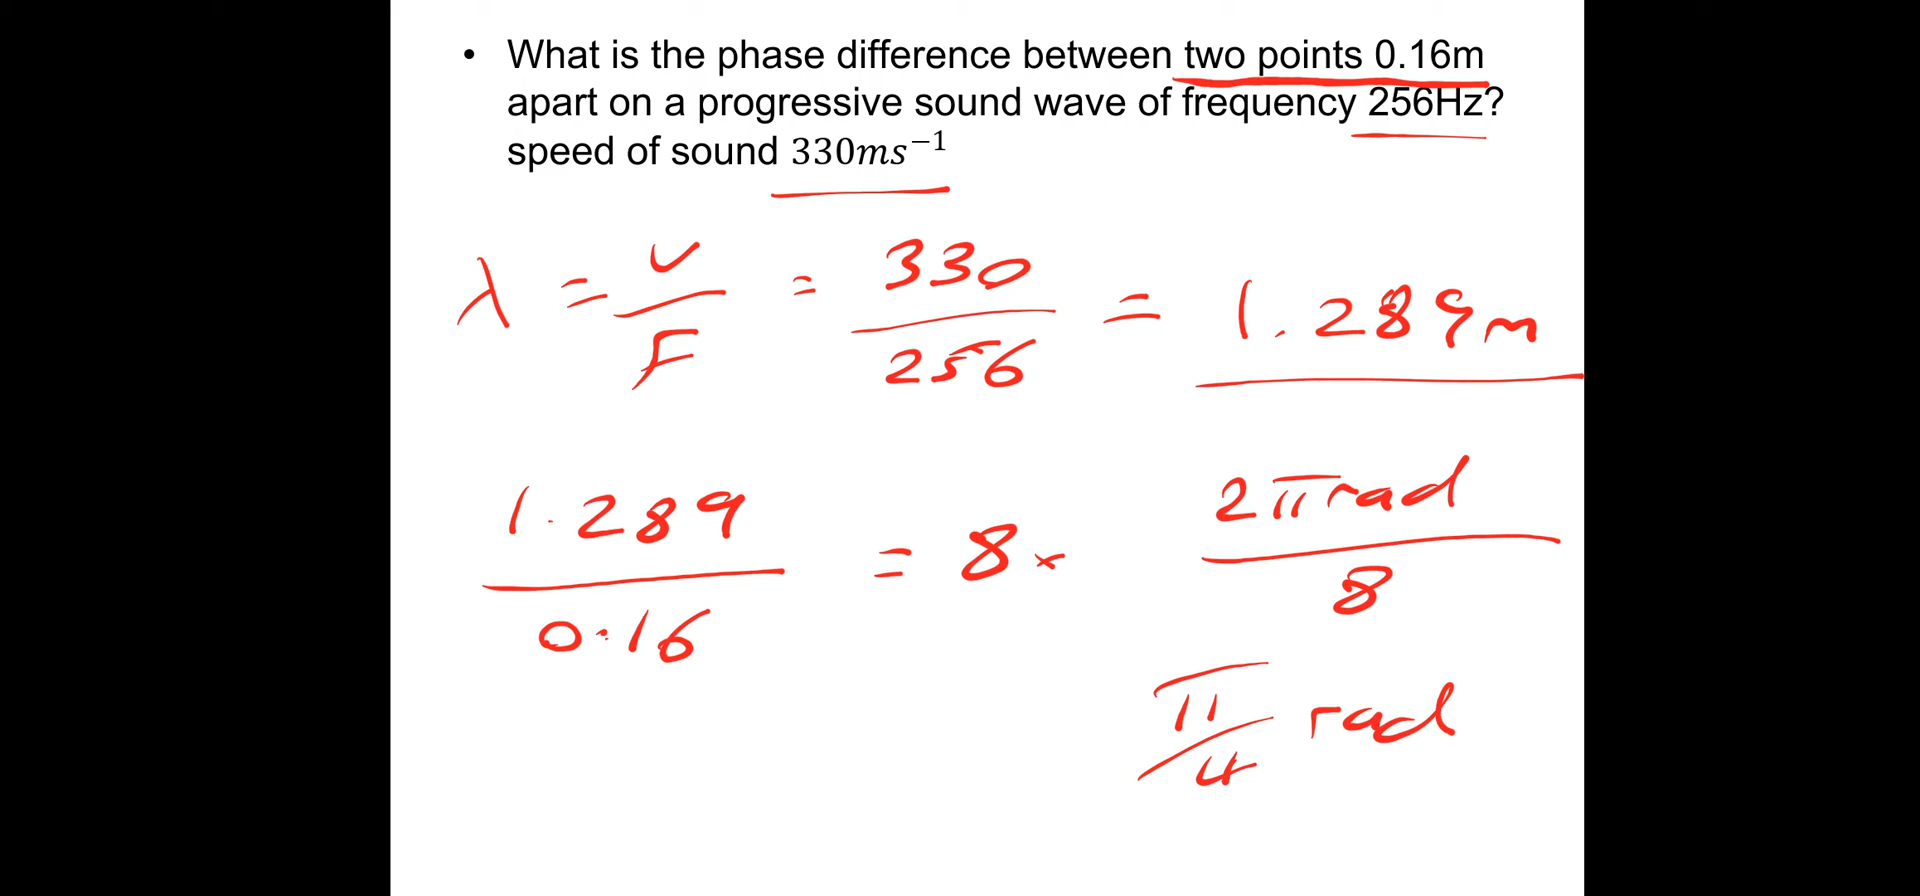 • What is the phase difference between two points 0.16m
apart on a progressive sound wave of frequency 256Hz?
speed of sound 330ms⁻¹
λ = v/F = 330/256 = 1.289m
1.289/0.16 = 8×
2π rad/8
π/4 rad